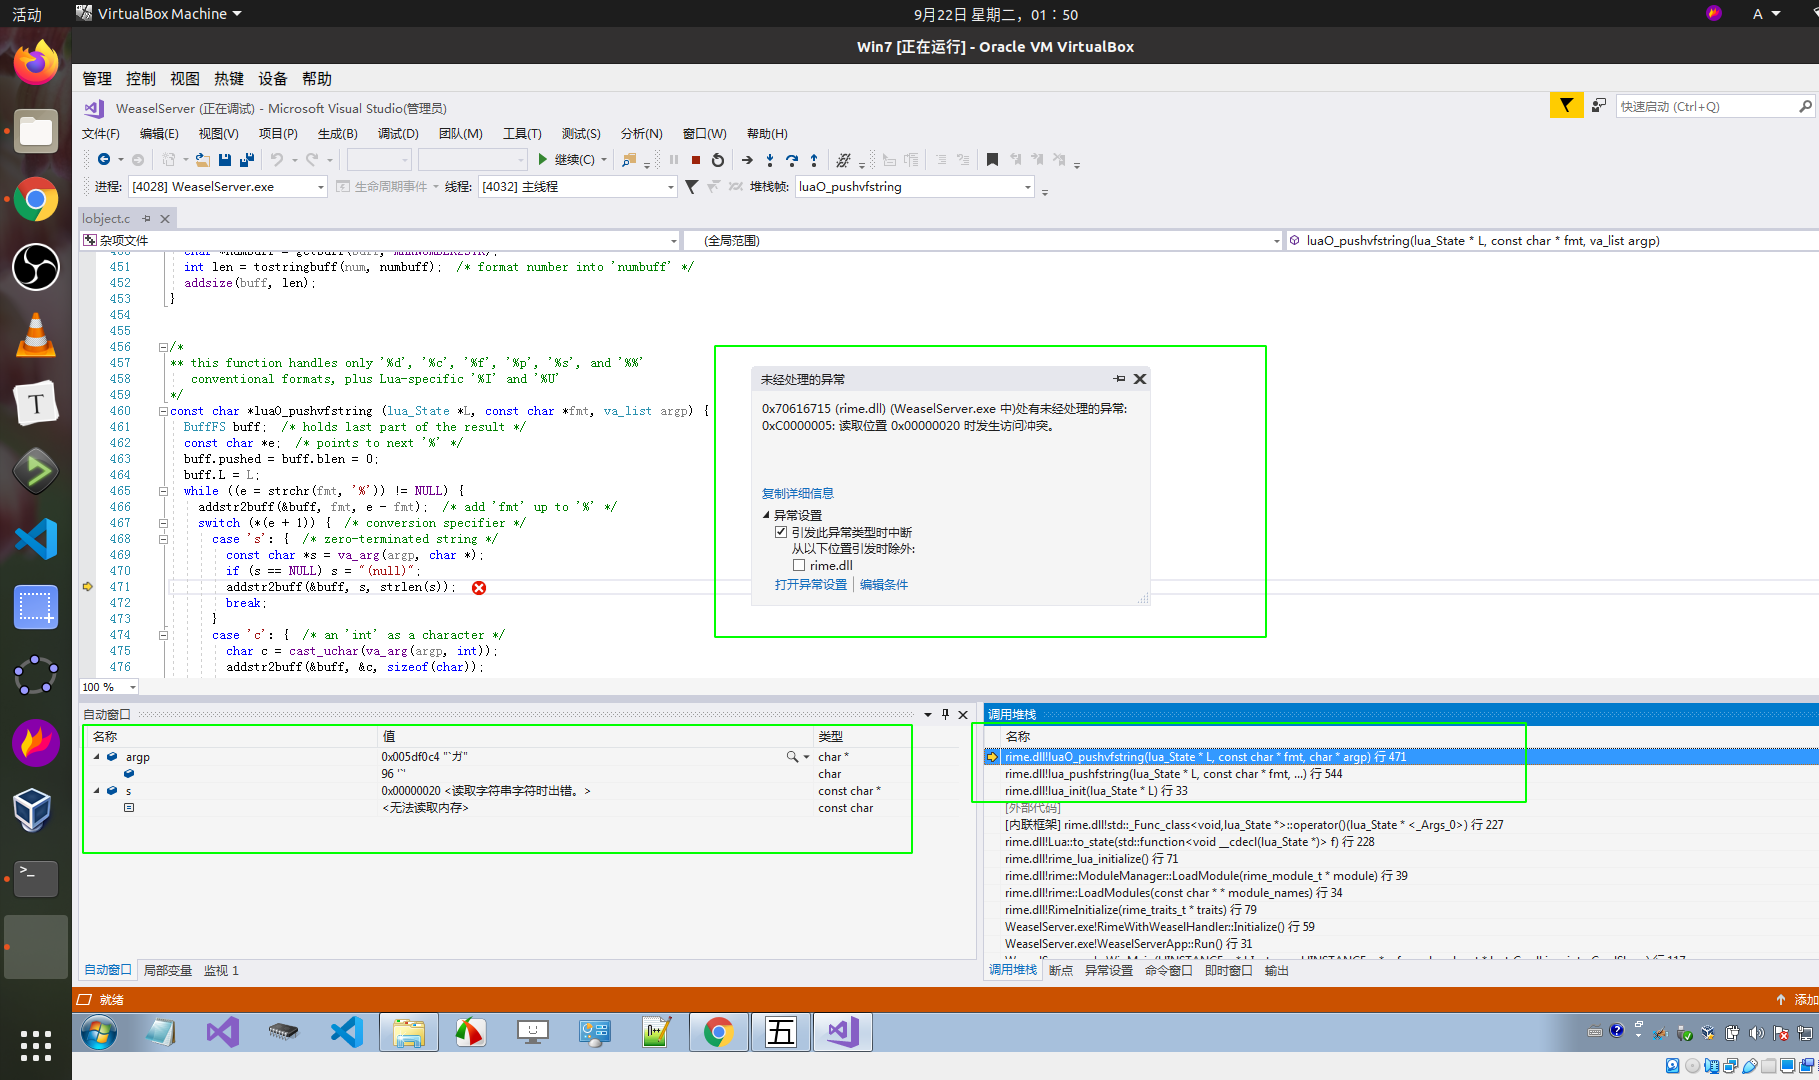 活动
VirtualBox Machine
9月22日 星期二，01：50
A
Win7 [正在运行] - Oracle VM VirtualBox
管理 控制 视图 热键 设备 帮助
WeaselServer (正在调试) - Microsoft Visual Studio(管理员)
快速启动 (Ctrl+Q)
文件(F) 编辑(E) 视图(V) 项目(P) 生成(B) 调试(D) 团队(M) 工具(T) 测试(S) 分析(N) 窗口(W) 帮助(H)
继续(C)
进程: [4028] WeaselServer.exe 生命周期事件 线程: [4032] 主线程 堆栈帧: luaO_pushvfstring
lobject.c
杂项文件 (全局范围) luaO_pushvfstring(lua_State * L, const char * fmt, va_list argp)
451 int len = tostringbuff(num, numbuff); /* format number into 'numbuff' */
452 addsize(buff, len);
453 }
454
455
456 /*
457 ** this function handles only '%d', '%c', '%f', '%p', '%s', and '%%'
458 conventional formats, plus Lua-specific '%I' and '%U'
459 */
460 const char *luaO_pushvfstring (lua_State *L, const char *fmt, va_list argp) {
461 BuffFS buff; /* holds last part of the result */
462 const char *e; /* points to next '%' */
463 buff.pushed = buff.blen = 0;
464 buff.L = L;
465 while ((e = strchr(fmt, '%')) != NULL) {
466 addstr2buff(&buff, fmt, e - fmt); /* add 'fmt' up to '%' */
467 switch (*(e + 1)) { /* conversion specifier */
468 case 's': { /* zero-terminated string */
469 const char *s = va_arg(argp, char *);
470 if (s == NULL) s = "(null)";
471 addstr2buff(&buff, s, strlen(s));
472 break;
473 }
474 case 'c': { /* an 'int' as a character */
475 char c = cast_uchar(va_arg(argp, int));
476 addstr2buff(&buff, &c, sizeof(char));
100 %
未经处理的异常
0x70616715 (rime.dll) (WeaselServer.exe 中)处有未经处理的异常:
0xC0000005: 读取位置 0x00000020 时发生访问冲突。
复制详细信息
异常设置
引发此异常类型时中断
从以下位置引发时除外:
rime.dll
打开异常设置 编辑条件
自动窗口
名称 值 类型
argp 0x005df0c4 "`ガ" char *
96 '`' char
s 0x00000020 <读取字符串字符时出错。> const char *
<无法读取内存> const char
自动窗口 局部变量 监视 1
调用堆栈
名称
rime.dll!luaO_pushvfstring(lua_State * L, const char * fmt, char * argp) 行 471
rime.dll!lua_pushfstring(lua_State * L, const char * fmt, ...) 行 544
rime.dll!lua_init(lua_State * L) 行 33
[外部代码]
[内联框架] rime.dll!std::_Func_class<void,lua_State *>::operator()(lua_State * <_Args_0>) 行 227
rime.dll!Lua::to_state(std::function<void __cdecl(lua_State *)> f) 行 228
rime.dll!rime_lua_initialize() 行 71
rime.dll!rime::ModuleManager::LoadModule(rime_module_t * module) 行 39
rime.dll!rime::LoadModules(const char * * module_names) 行 34
rime.dll!RimeInitialize(rime_traits_t * traits) 行 79
WeaselServer.exe!RimeWithWeaselHandler::Initialize() 行 59
WeaselServer.exe!WeaselServerApp::Run() 行 31
调用堆栈 断点 异常设置 命令窗口 即时窗口 输出
就绪
添加
五